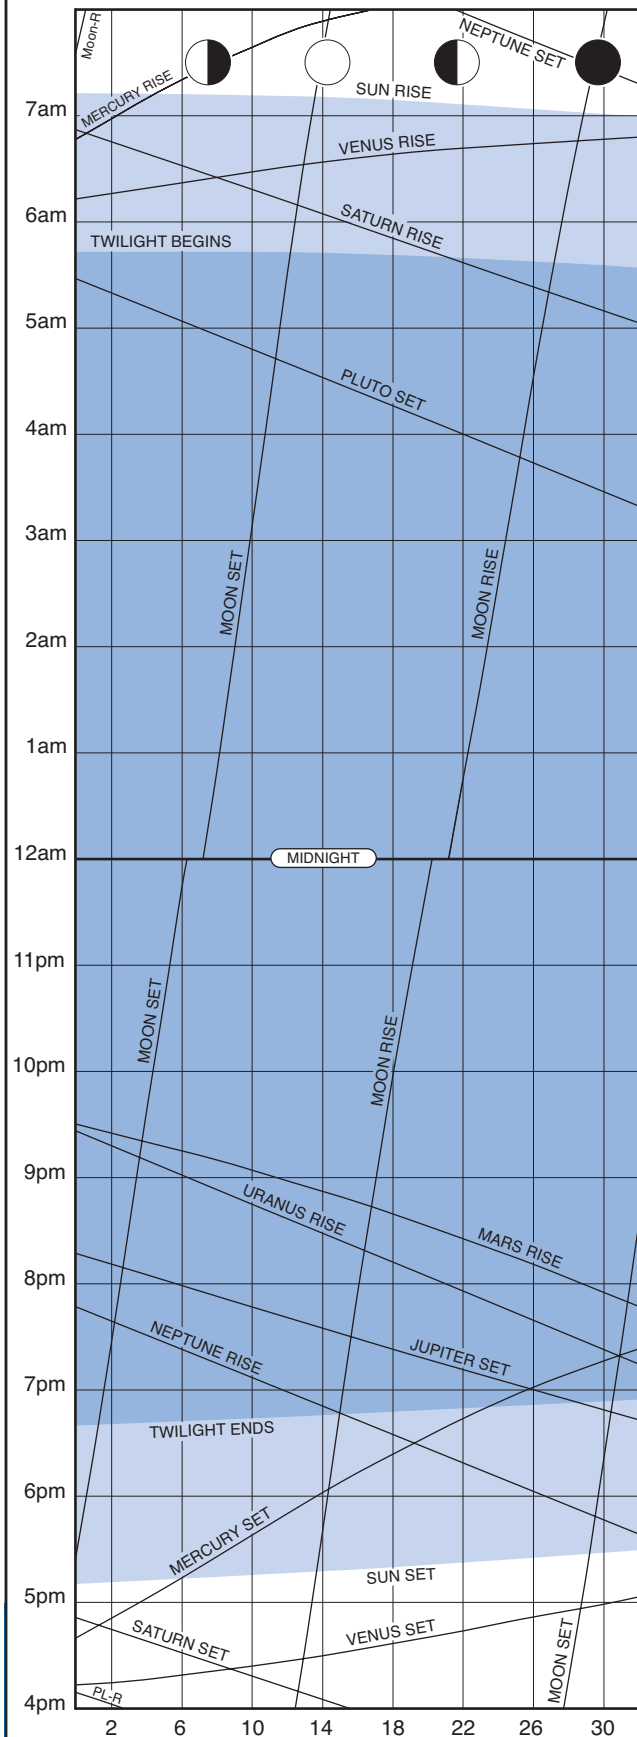 Moon-R
NEPTUNE SET
MERCURY RISE
SUN RISE
7am
VENUS RISE
6am
SATURN RISE
TWILIGHT BEGINS
5am
PLUTO SET
4am
3am
MOON SET
MOON RISE
2am
1am
12am
MIDNIGHT
11pm
MOON SET
MOON RISE
10pm
9pm
URANUS RISE
MARS RISE
8pm
NEPTUNE RISE
JUPITER SET
7pm
TWILIGHT ENDS
6pm
MERCURY SET
SUN SET
5pm
SATURN SET
VENUS SET
MOON SET
PL-R
4pm
2 6 10 14 18 22 26 30